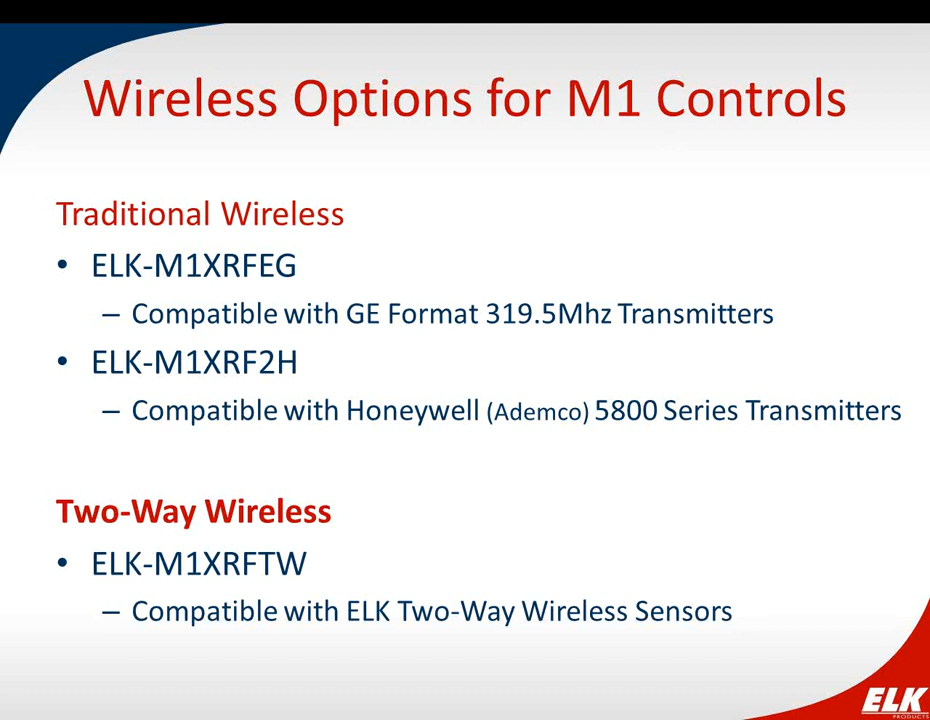 Wireless Options for M1 Controls
Traditional Wireless
• ELK-M1XRFEG
– Compatible with GE Format 319.5Mhz Transmitters
• ELK-M1XRF2H
– Compatible with Honeywell (Ademco) 5800 Series Transmitters
Two-Way Wireless
• ELK-M1XRFTW
– Compatible with ELK Two-Way Wireless Sensors
ELK
PRODUCTS